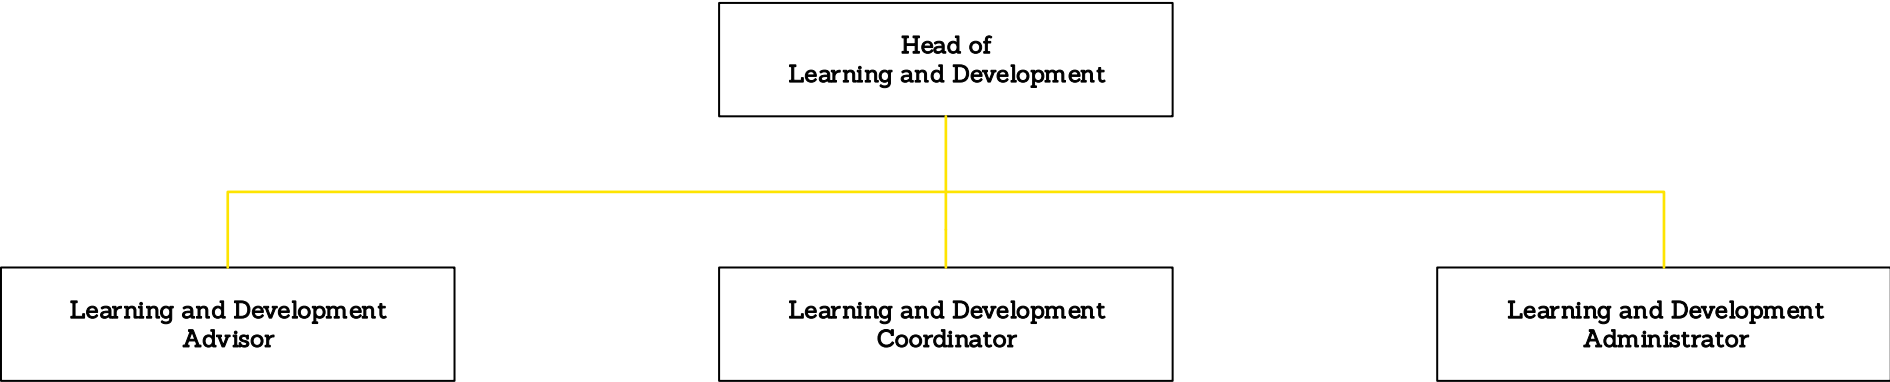 Head of
Learning and Development
Learning and Development
Advisor
Learning and Development
Coordinator
Learning and Development
Administrator